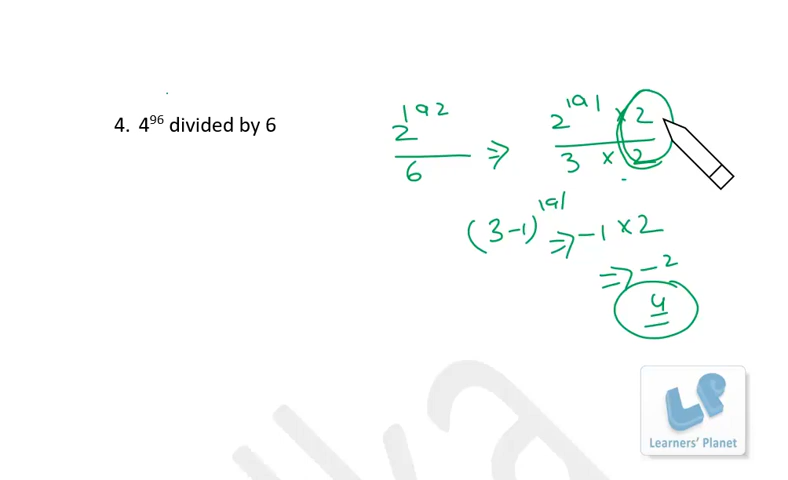 4. 4⁹⁶ divided by 6
2¹⁹² / 6 ⇒ 2¹⁹¹ × 2 / 3 × 2
(3-1)¹⁹¹ ⇒ -1 × 2
⇒ -2
4
LP
Learners' Planet